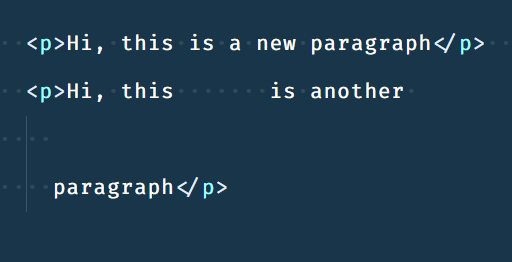 <p>Hi, this is a new paragraph</p>
<p>Hi, this       is another
paragraph</p>